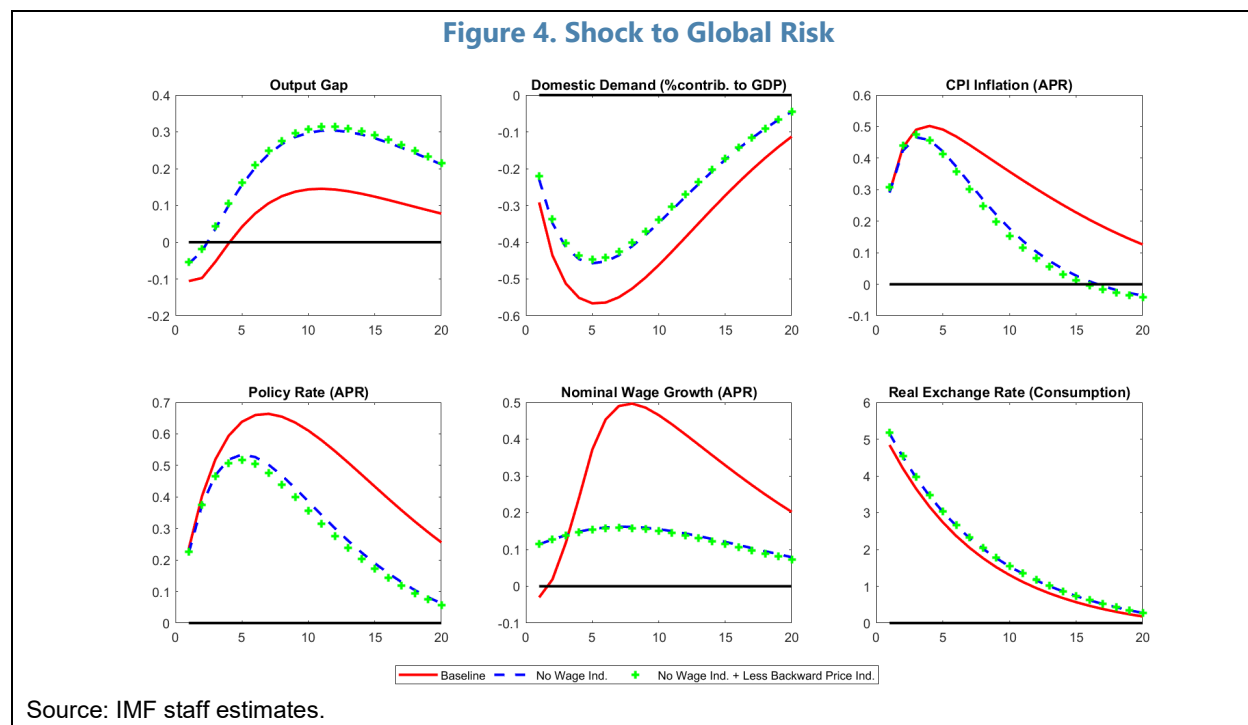 Figure 4. Shock to Global Risk
Output Gap
0.4
0.3
0.2
0.1
0
-0.1
-0.2
0 5 10 15 20
Domestic Demand (%contrib. to GDP)
0
-0.1
-0.2
-0.3
-0.4
-0.5
-0.6
0 5 10 15 20
CPI Inflation (APR)
0.6
0.5
0.4
0.3
0.2
0.1
0
-0.1
0 5 10 15 20
Policy Rate (APR)
0.7
0.6
0.5
0.4
0.3
0.2
0.1
0
0 5 10 15 20
Nominal Wage Growth (APR)
0.5
0.4
0.3
0.2
0.1
0
-0.1
0 5 10 15 20
Real Exchange Rate (Consumption)
6
5
4
3
2
1
0
0 5 10 15 20
Baseline No Wage Ind. No Wage Ind. + Less Backward Price Ind.
Source: IMF staff estimates.